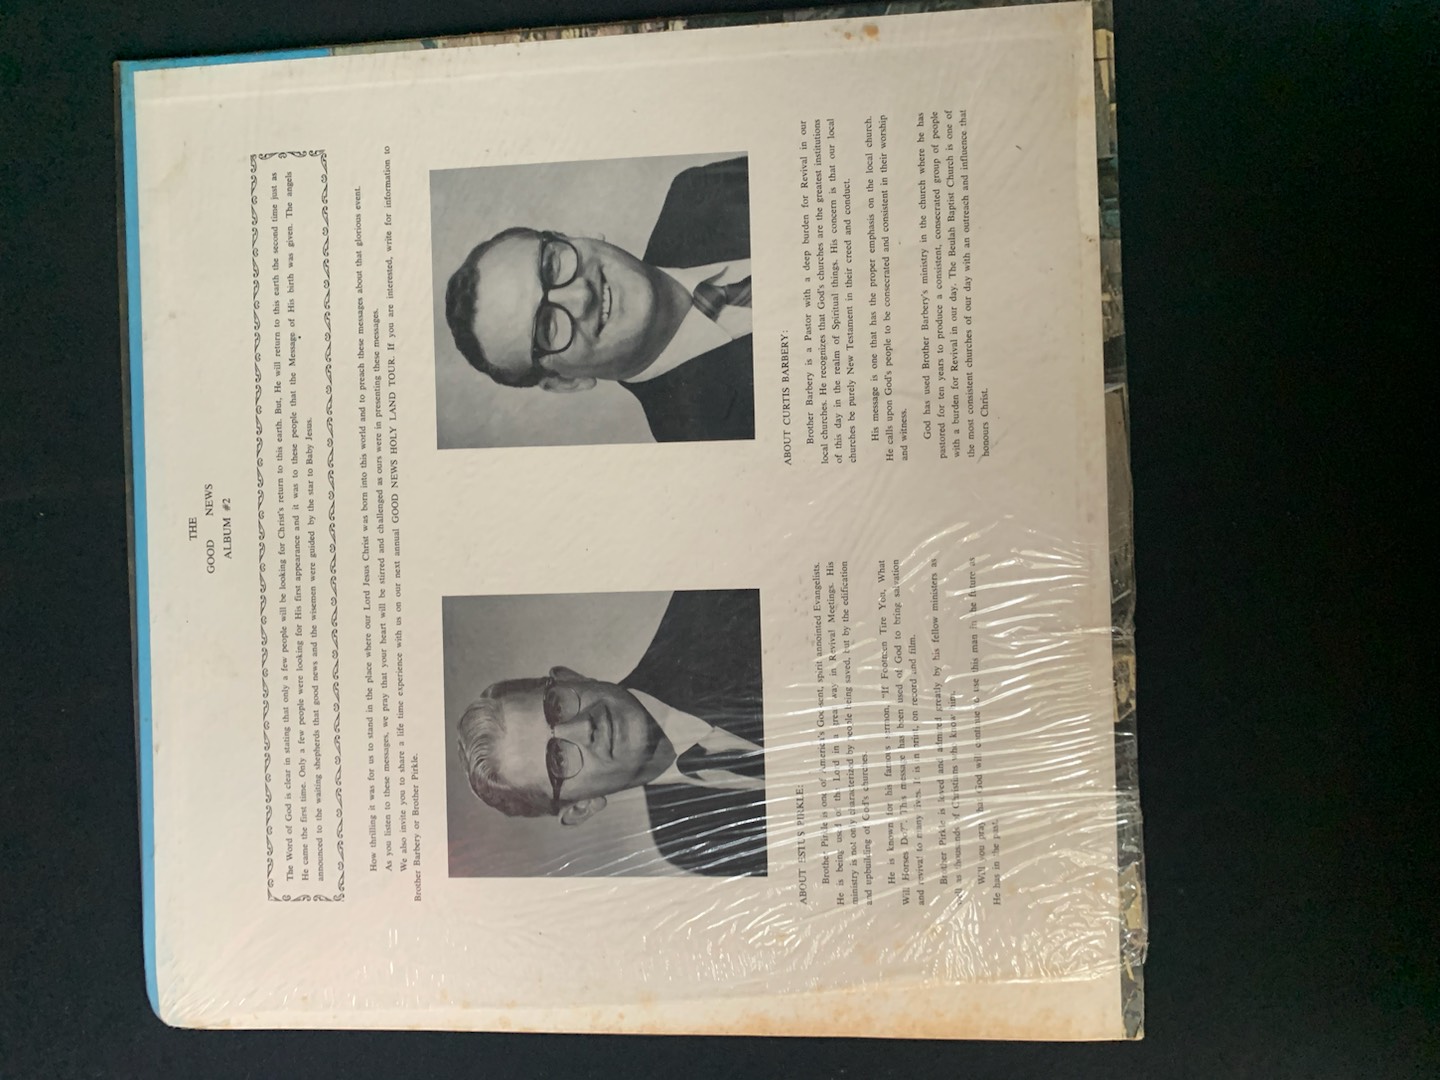 THE
GOOD NEWS
ALBUM #2
The Word of God is clear in stating that only a few people will be looking for Christ's return to this earth. But, He will return to this earth the second time just as
He came the first time. Only a few people were looking for His first appearance and it was to these people that the Message of His birth was given. The angels
announced to the waiting shepherds that good news and the wisemen were guided by the star to Baby Jesus.
How thrilling it was for us to stand in the place where our Lord Jesus Christ was born into this world and to preach these messages about that glorious event.
As you listen to these messages, we pray that your heart will be stirred and challenged as ours were in presenting these messages.
We also invite you to share a life time experience with us on our next annual GOOD NEWS HOLY LAND TOUR. If you are interested, write for information to
Brother Barbery or Brother Pirkle.
ABOUT ESTUS PIRKLE:
Brother Pirkle is one of America's God sent, spirit annointed Evangelists.
He is being used of the Lord in a great way in Revival Meetings. His
ministry is not only characterized by people being saved, but by the edification
and upbuilding of God's churches.
He is known for his famous sermon, "If Footmen Tire You, What
Will Horses Do?" This message has been used of God to bring salvation
and revival to many lives. It is in print, on record and film.
Brother Pirkle is loved and admired greatly by his fellow ministers as
well as thousands of Christians who know him.
Will you pray that God will continue to use this man in the future as
He has in the past.
ABOUT CURTIS BARBERY:
Brother Barbery is a Pastor with a deep burden for Revival in our
local churches. He recognizes that God's churches are the greatest institutions
of this day in the realm of Spiritual things. His concern is that our local
churches be purely New Testament in their creed and conduct.
His message is one that has the proper emphasis on the local church.
He calls upon God's people to be consecrated and consistent in their worship
and witness.
God has used Brother Barbery's ministry in the church where he has
pastored for ten years to produce a consistent, consecrated group of people
with a burden for Revival in our day. The Beulah Baptist Church is one of
the most consistent churches of our day with an outreach and influence that
honours Christ.